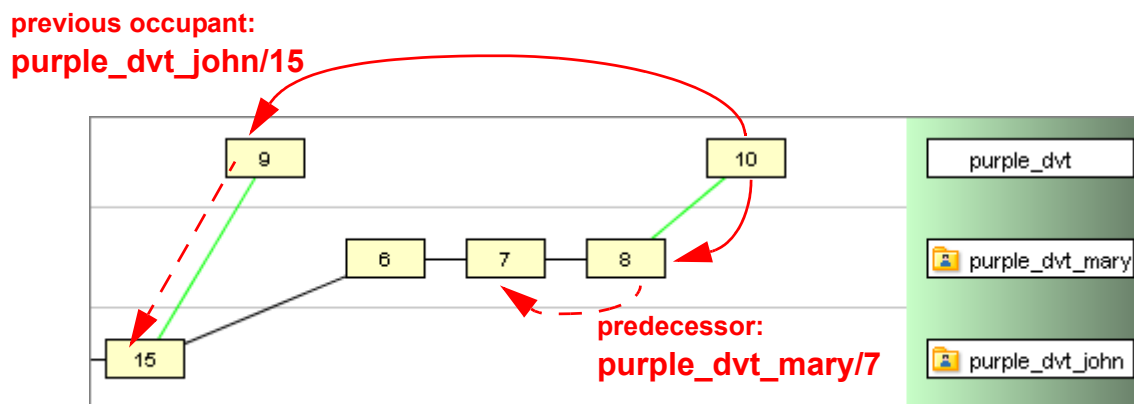 previous occupant:
purple_dvt_john/15
9
10
purple_dvt
6
7
8
purple_dvt_mary
predecessor:
purple_dvt_mary/7
15
purple_dvt_john